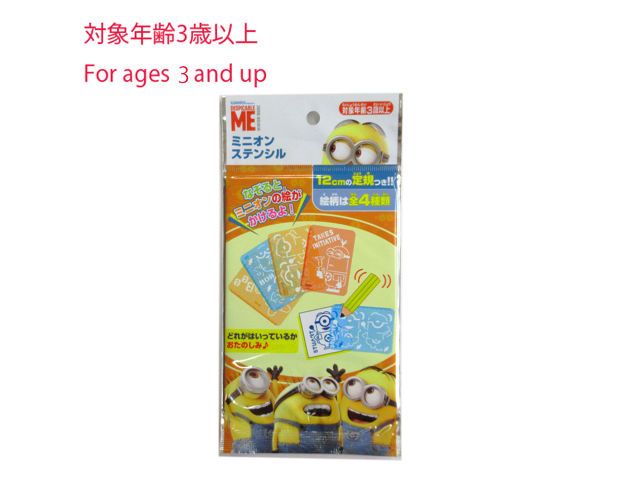 対象年齢3歳以上
For ages 3 and up
対象年齢3歳以上
DESPICABLE
ME
ミニオン
ステンシル
12cmの定規つき!!
絵柄は全4種類
なぞると
ミニオンの絵が
かけるよ!
TAKES
INITIATIVE
どれがはいっているか
おたのしみ♪
STUART